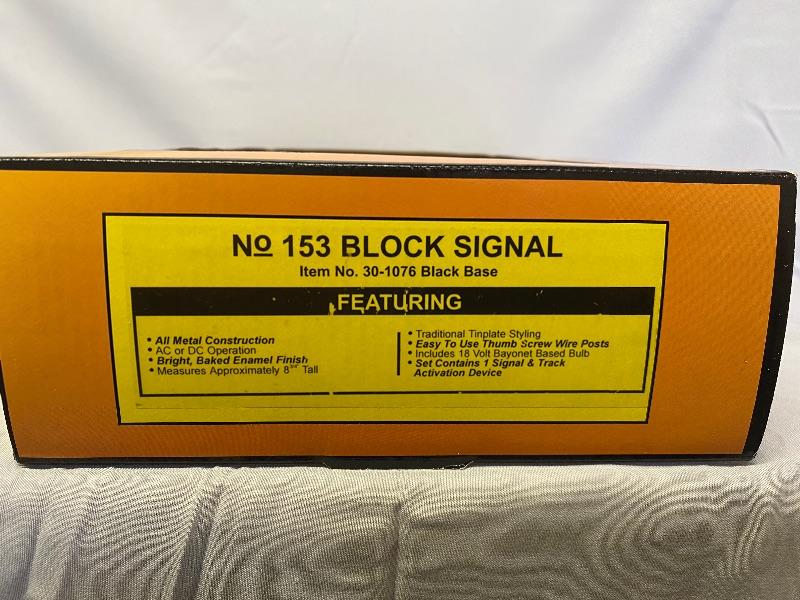 Nº 153 BLOCK SIGNAL
Item No. 30-1076 Black Base
FEATURING
• All Metal Construction
• AC or DC Operation
• Bright, Baked Enamel Finish
• Measures Approximately 8 3/4" Tall
• Traditional Tinplate Styling
• Easy To Use Thumb Screw Wire Posts
• Includes 18 Volt Bayonet Based Bulb
• Set Contains 1 Signal & Track
Activation Device